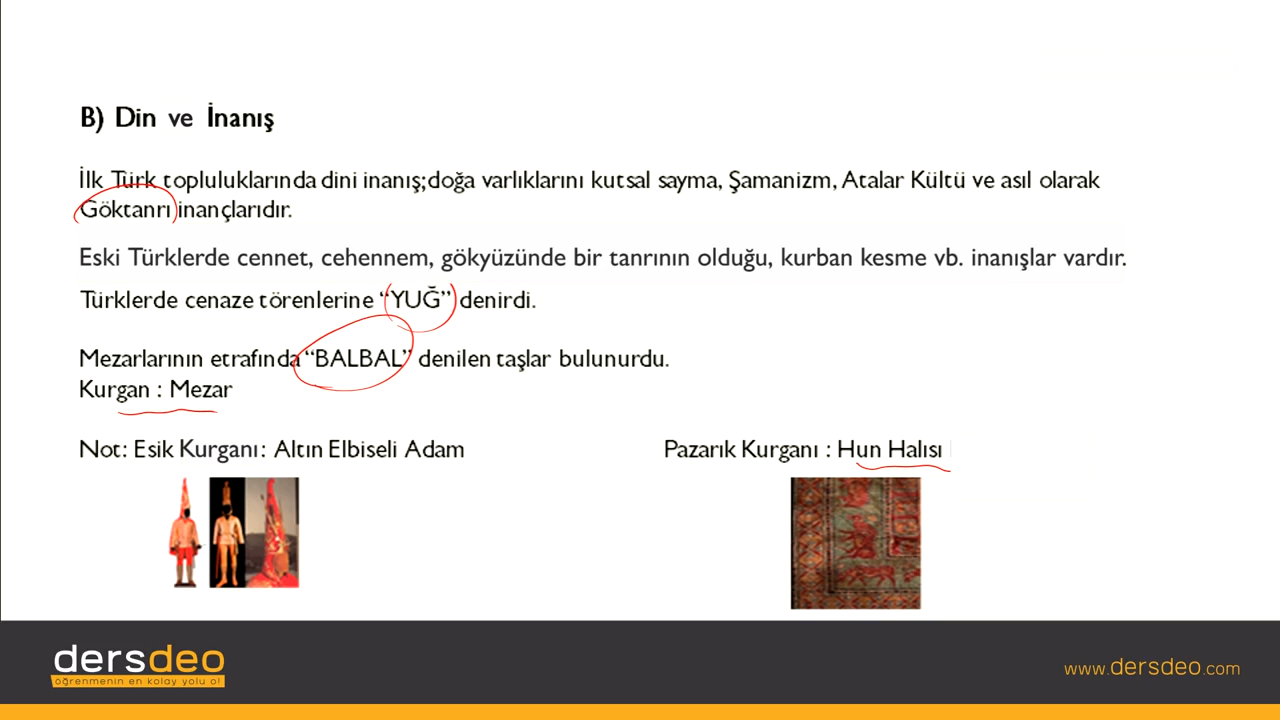 B) Din ve İnanış
İlk Türk topluluklarında dini inanış;doğa varlıklarını kutsal sayma, Şamanizm, Atalar Kültü ve asıl olarak
Göktanrı inançlarıdır.
Eski Türklerde cennet, cehennem, gökyüzünde bir tanrının olduğu, kurban kesme vb. inanışlar vardır.
Türklerde cenaze törenlerine “YUĞ” denirdi.
Mezarlarının etrafında “BALBAL” denilen taşlar bulunurdu.
Kurgan : Mezar
Not: Esik Kurganı: Altın Elbiseli Adam
Pazarık Kurganı : Hun Halısı
dersdeo
öğrenmenin en kolay yolu o!
www.dersdeo.com